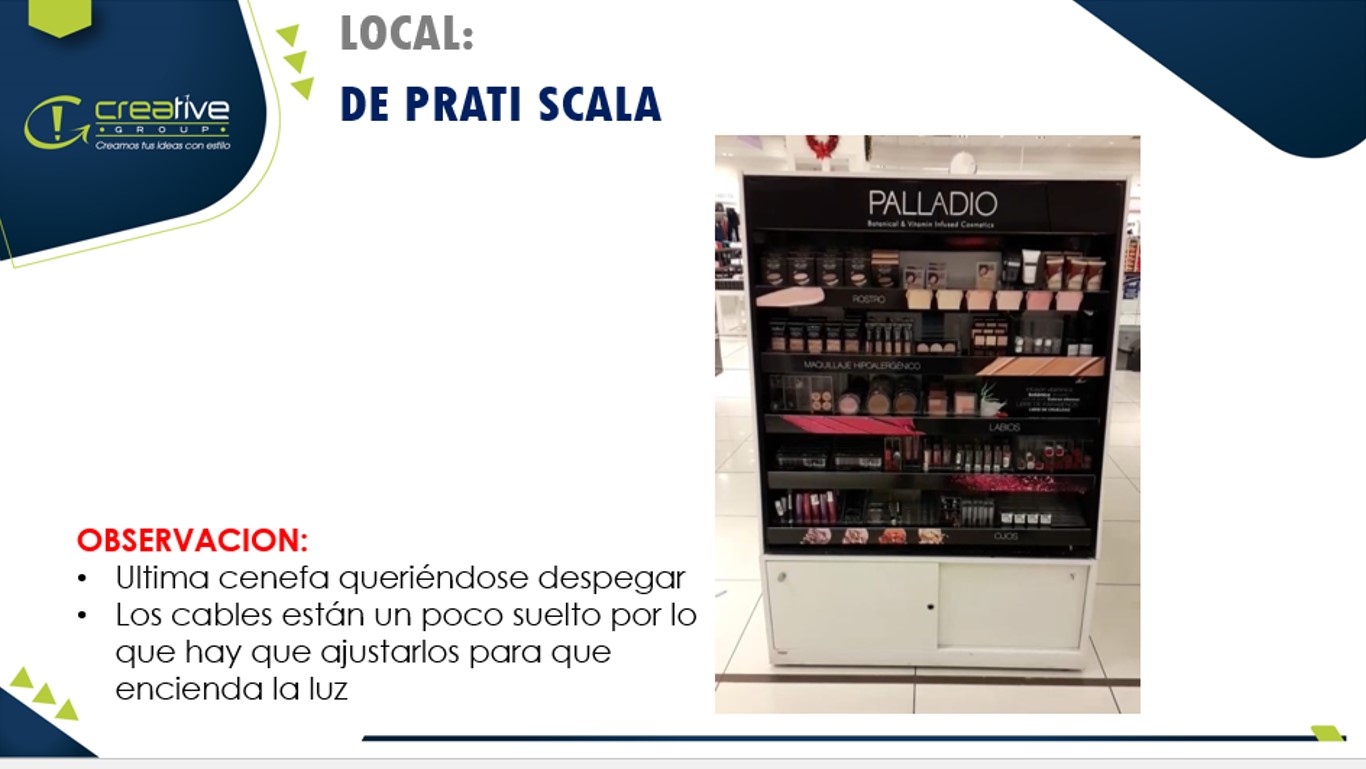 LOCAL:
DE PRATI SCALA
creative
GROUP
Creamos tus ideas con estilo
PALLADIO
Botanical & Vitamin Infused Cosmetics
ROSTRO
MAQUILLAJE HIPOALERGÉNICO
LABIOS
OJOS
OBSERVACION:
• Ultima cenefa queriéndose despegar
• Los cables están un poco suelto por lo
que hay que ajustarlos para que
encienda la luz